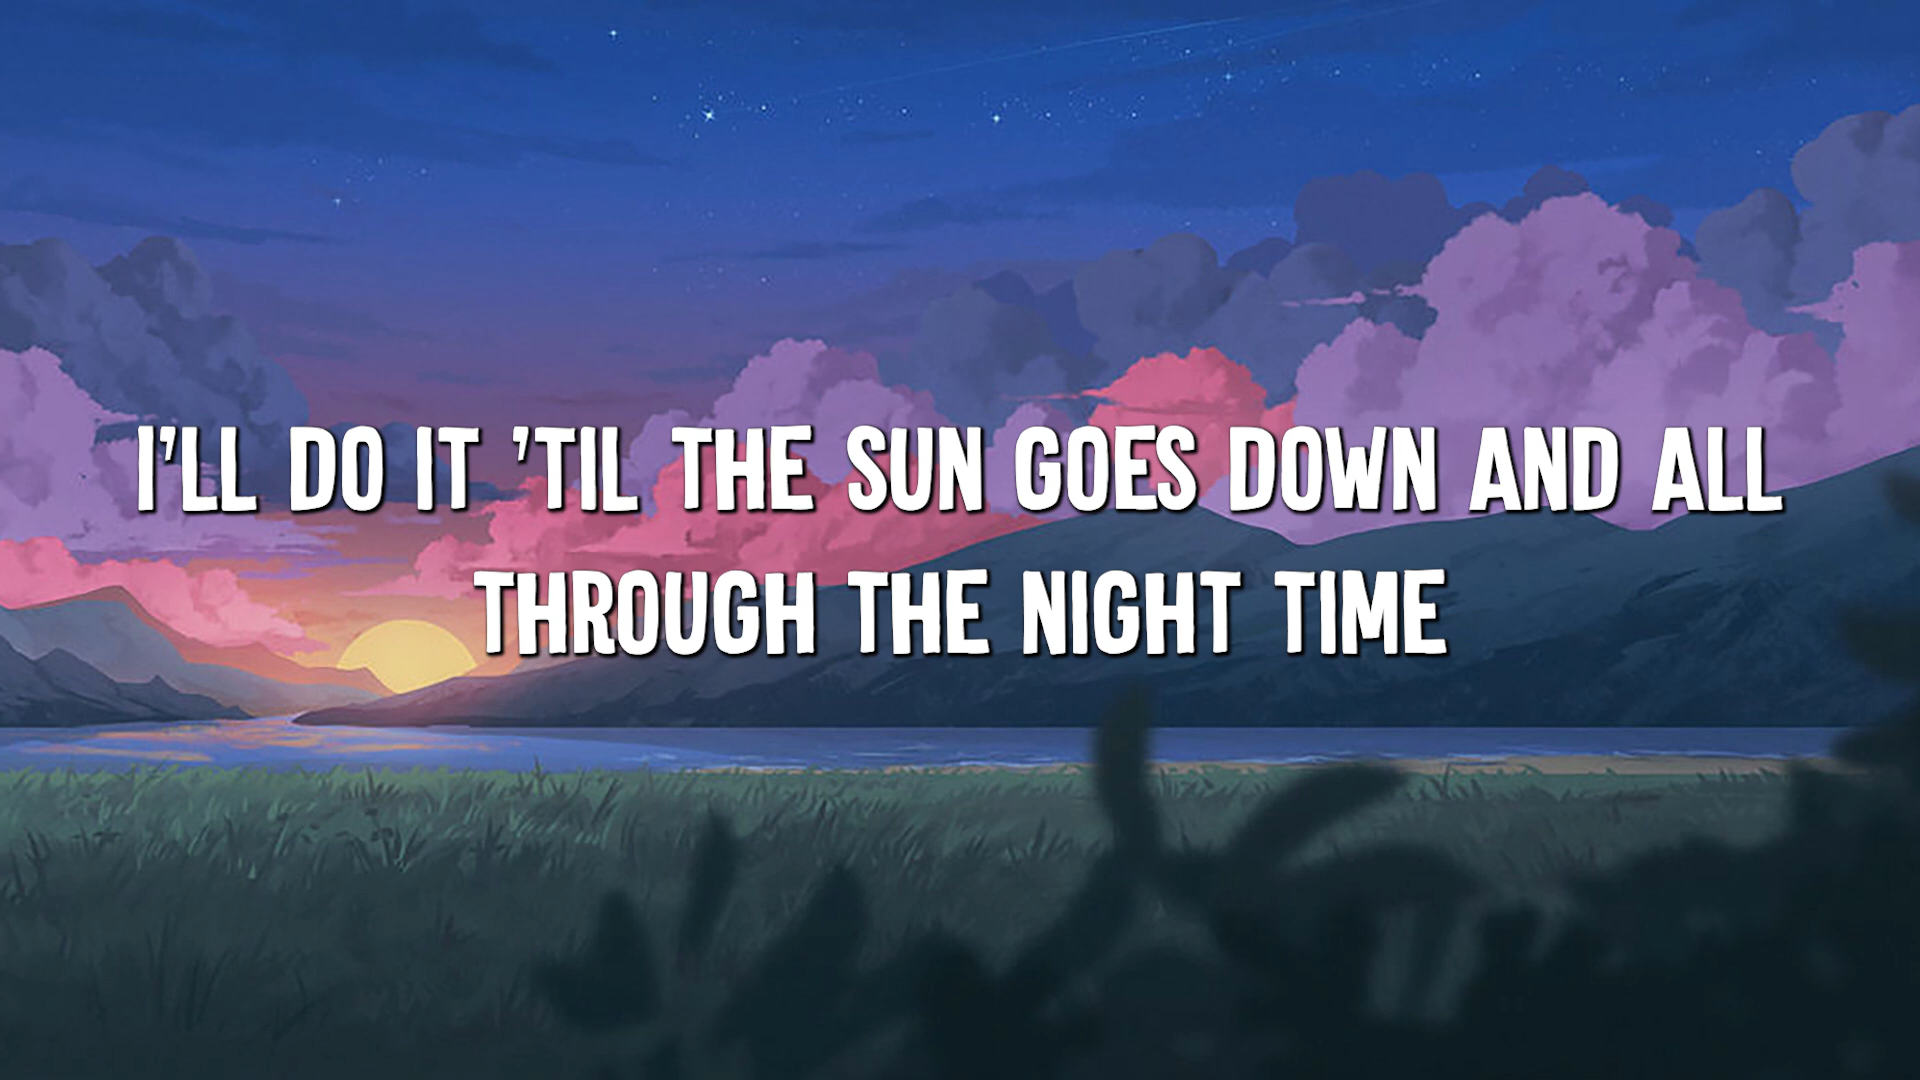 I'LL DO IT 'TIL THE SUN GOES DOWN AND ALL
THROUGH THE NIGHT TIME